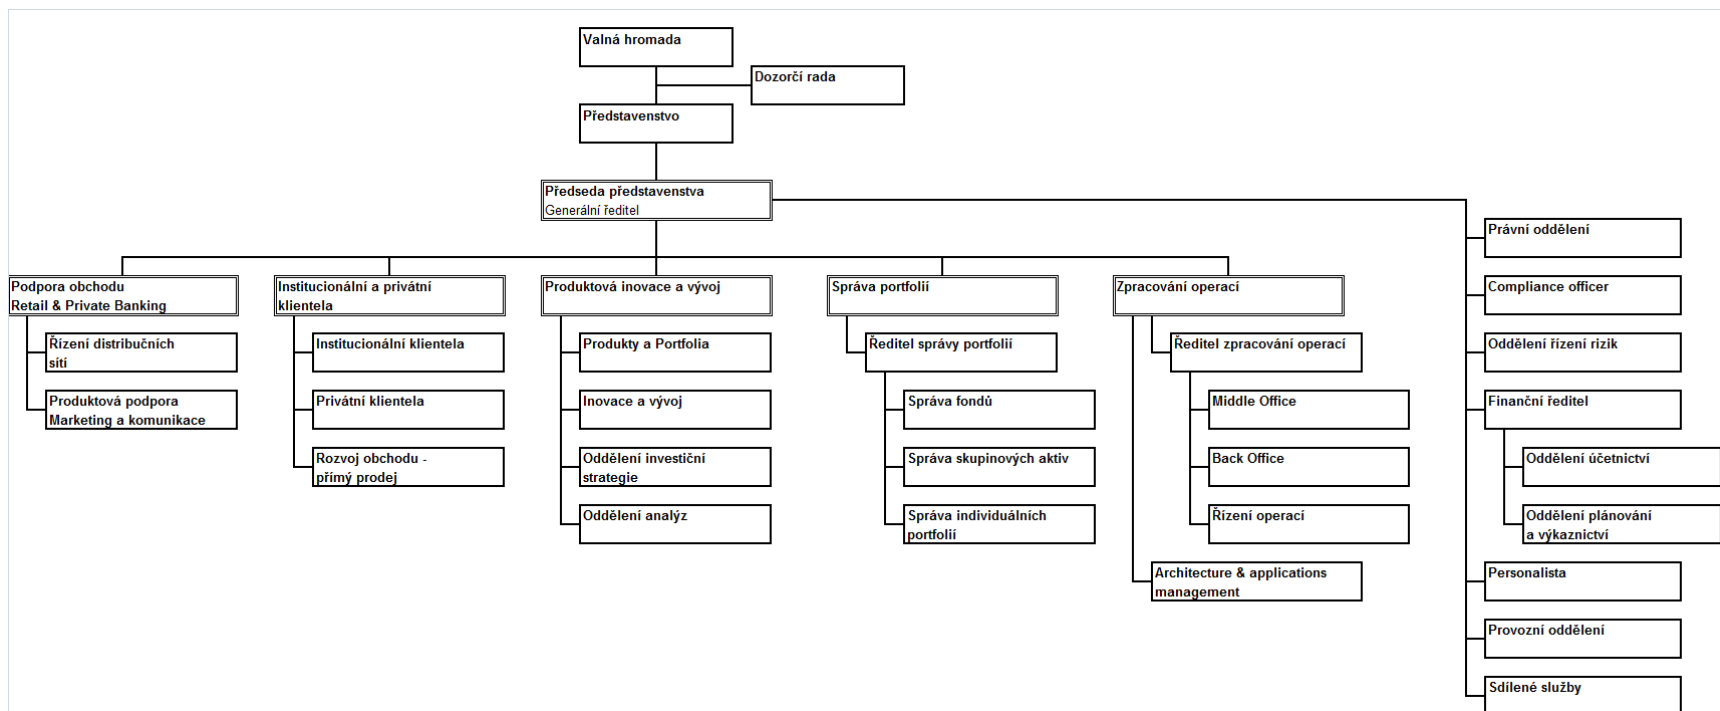 Valná hromada
Dozorčí rada
Představenstvo
Předseda představenstva
Generální ředitel
Podpora obchodu
Retail & Private Banking
Řízení distribučních
sítí
Produktová podpora
Marketing a komunikace
Institucionální a privátní
klientela
Institucionální klientela
Privátní klientela
Rozvoj obchodu -
přímý prodej
Produktová inovace a vývoj
Produkty a Portfolia
Inovace a vývoj
Oddělení investiční
strategie
Oddělení analýz
Správa portfolií
Ředitel správy portfolií
Správa fondů
Správa skupinových aktiv
Správa individuálních
portfolií
Zpracování operací
Ředitel zpracování operací
Middle Office
Back Office
Řízení operací
Architecture & applications
management
Právní oddělení
Compliance officer
Oddělení řízení rizik
Finanční ředitel
Oddělení účetnictví
Oddělení plánování
a výkaznictví
Personalista
Provozní oddělení
Sdílené služby